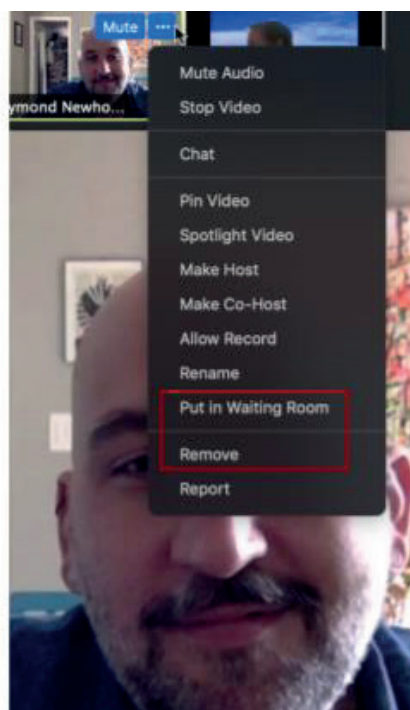 Mute ...
ymond Newho...
Mute Audio
Stop Video
Chat
Pin Video
Spotlight Video
Make Host
Make Co-Host
Allow Record
Rename
Put in Waiting Room
Remove
Report